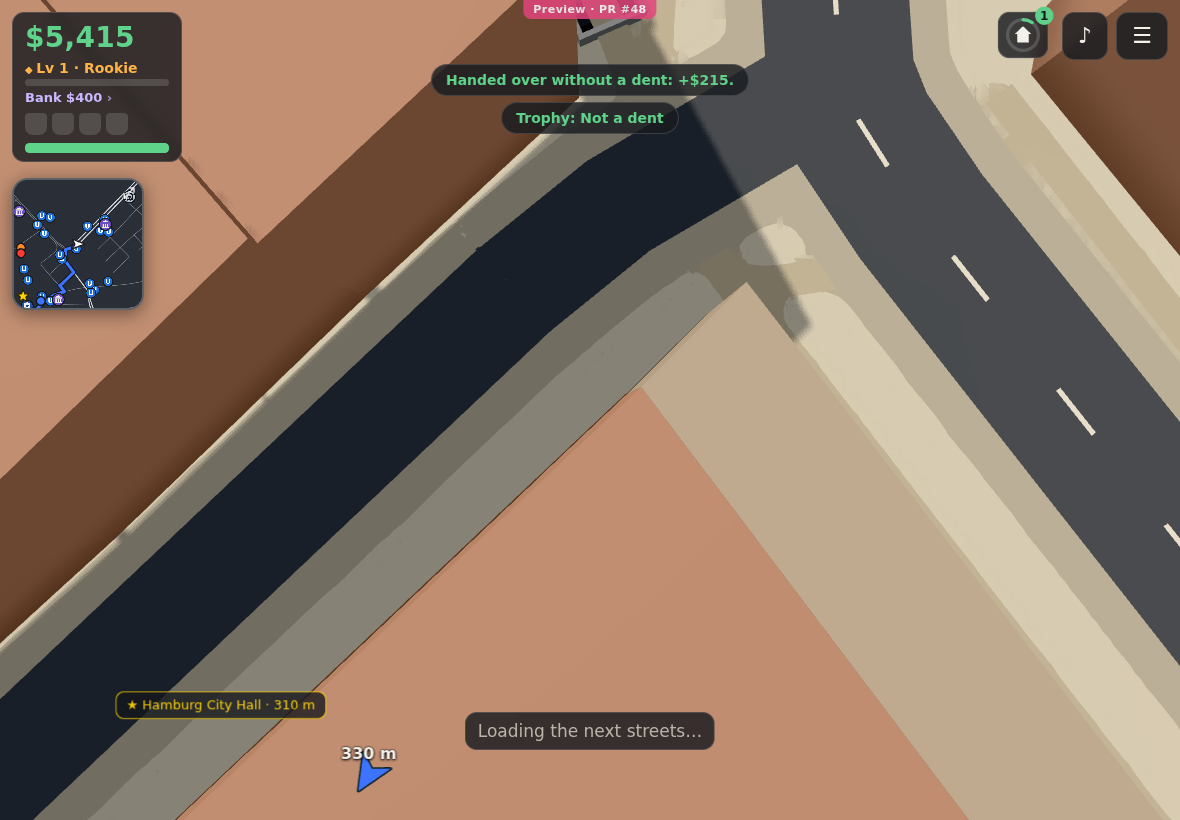 Preview · PR #48
$5,415
◆ Lv 1 · Rookie
Bank $400 ›
1
Handed over without a dent: +$215.
Trophy: Not a dent
★ Hamburg City Hall · 310 m
330 m
Loading the next streets…